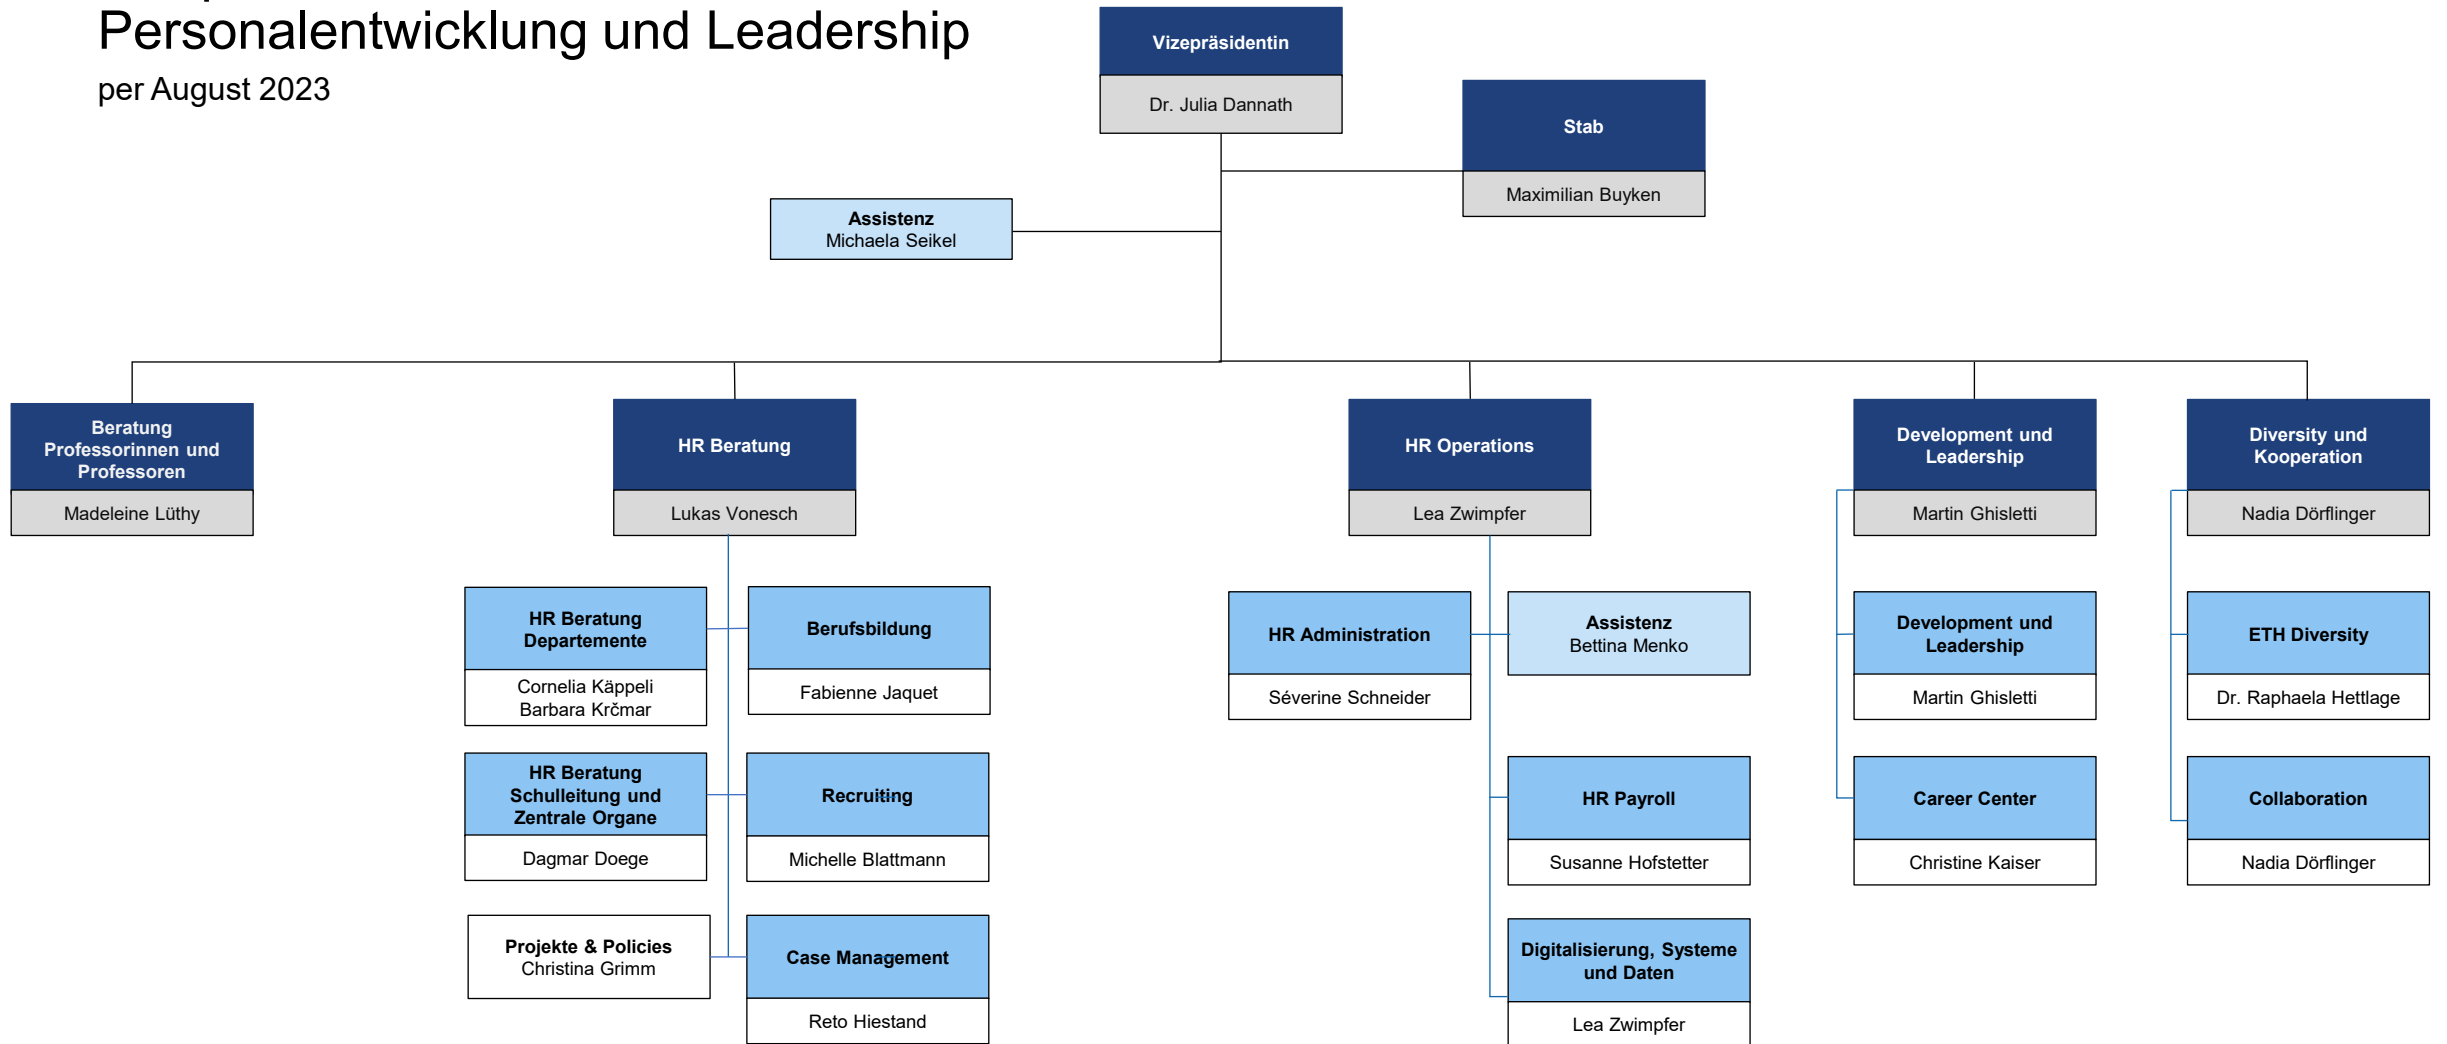 Personalentwicklung und Leadership
per August 2023
Vizepräsidentin
Dr. Julia Dannath
Stab
Maximilian Buyken
Assistenz
Michaela Seikel
Beratung
Professorinnen und
Professoren
Madeleine Lüthy
HR Beratung
Lukas Vonesch
HR Operations
Lea Zwimpfer
Development und
Leadership
Martin Ghisletti
Diversity und
Kooperation
Nadia Dörflinger
HR Beratung
Departemente
Cornelia Käppeli
Barbara Krčmar
Berufsbildung
Fabienne Jaquet
HR Administration
Séverine Schneider
Assistenz
Bettina Menko
Development und
Leadership
Martin Ghisletti
ETH Diversity
Dr. Raphaela Hettlage
HR Beratung
Schulleitung und
Zentrale Organe
Dagmar Doege
Recruiting
Michelle Blattmann
HR Payroll
Susanne Hofstetter
Career Center
Christine Kaiser
Collaboration
Nadia Dörflinger
Projekte & Policies
Christina Grimm
Case Management
Reto Hiestand
Digitalisierung, Systeme
und Daten
Lea Zwimpfer